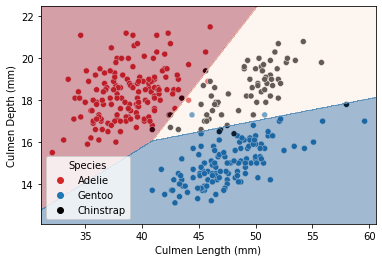 22
20
18
16
14
Culmen Depth (mm)
Species
Adelie
Gentoo
Chinstrap
35
40
45
50
55
60
Culmen Length (mm)